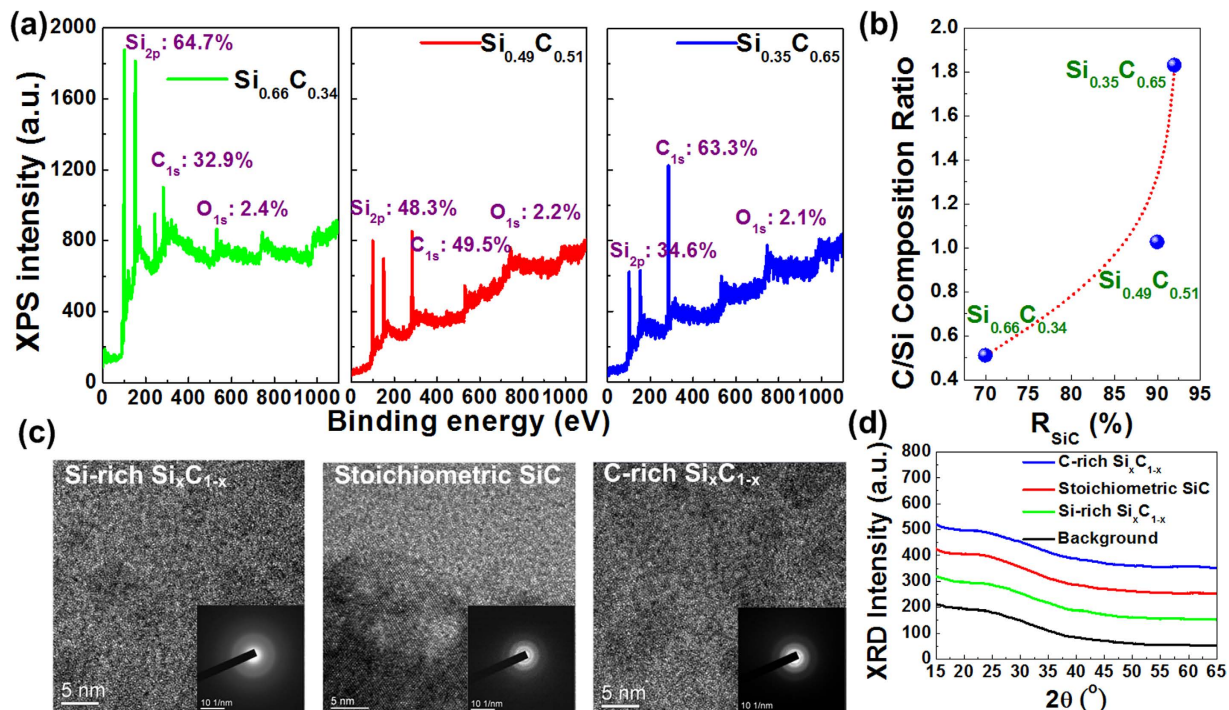 (a)
2000
1600
1200
800
400
0
XPS intensity (a.u.)
Si2p: 64.7%
Si0.66C0.34
C1s: 32.9%
O1s: 2.4%
0 200 400 600 800 1000
Si0.49C0.51
Si2p: 48.3%
O1s: 2.2%
C1s: 49.5%
0 200 400 600 800 1000
Si0.35C0.65
C1s: 63.3%
O1s: 2.1%
Si2p: 34.6%
0 200 400 600 800 1000
Binding energy (eV)
(b)
2.0
1.8
1.6
1.4
1.2
1.0
0.8
0.6
0.4
C/Si Composition Ratio
Si0.35C0.65
Si0.49C0.51
Si0.66C0.34
70 75 80 85 90 95
RSiC (%)
(c)
Si-rich SixC1-x
5 nm
10 1/nm
Stoichiometric SiC
5 nm
10 1/nm
C-rich SixC1-x
5 nm
10 1/nm
(d)
800
700
600
500
400
300
200
100
0
XRD Intensity (a.u.)
C-rich SixC1-x
Stoichiometric SiC
Si-rich SixC1-x
Background
15 20 25 30 35 40 45 50 55 60 65
2θ (o)